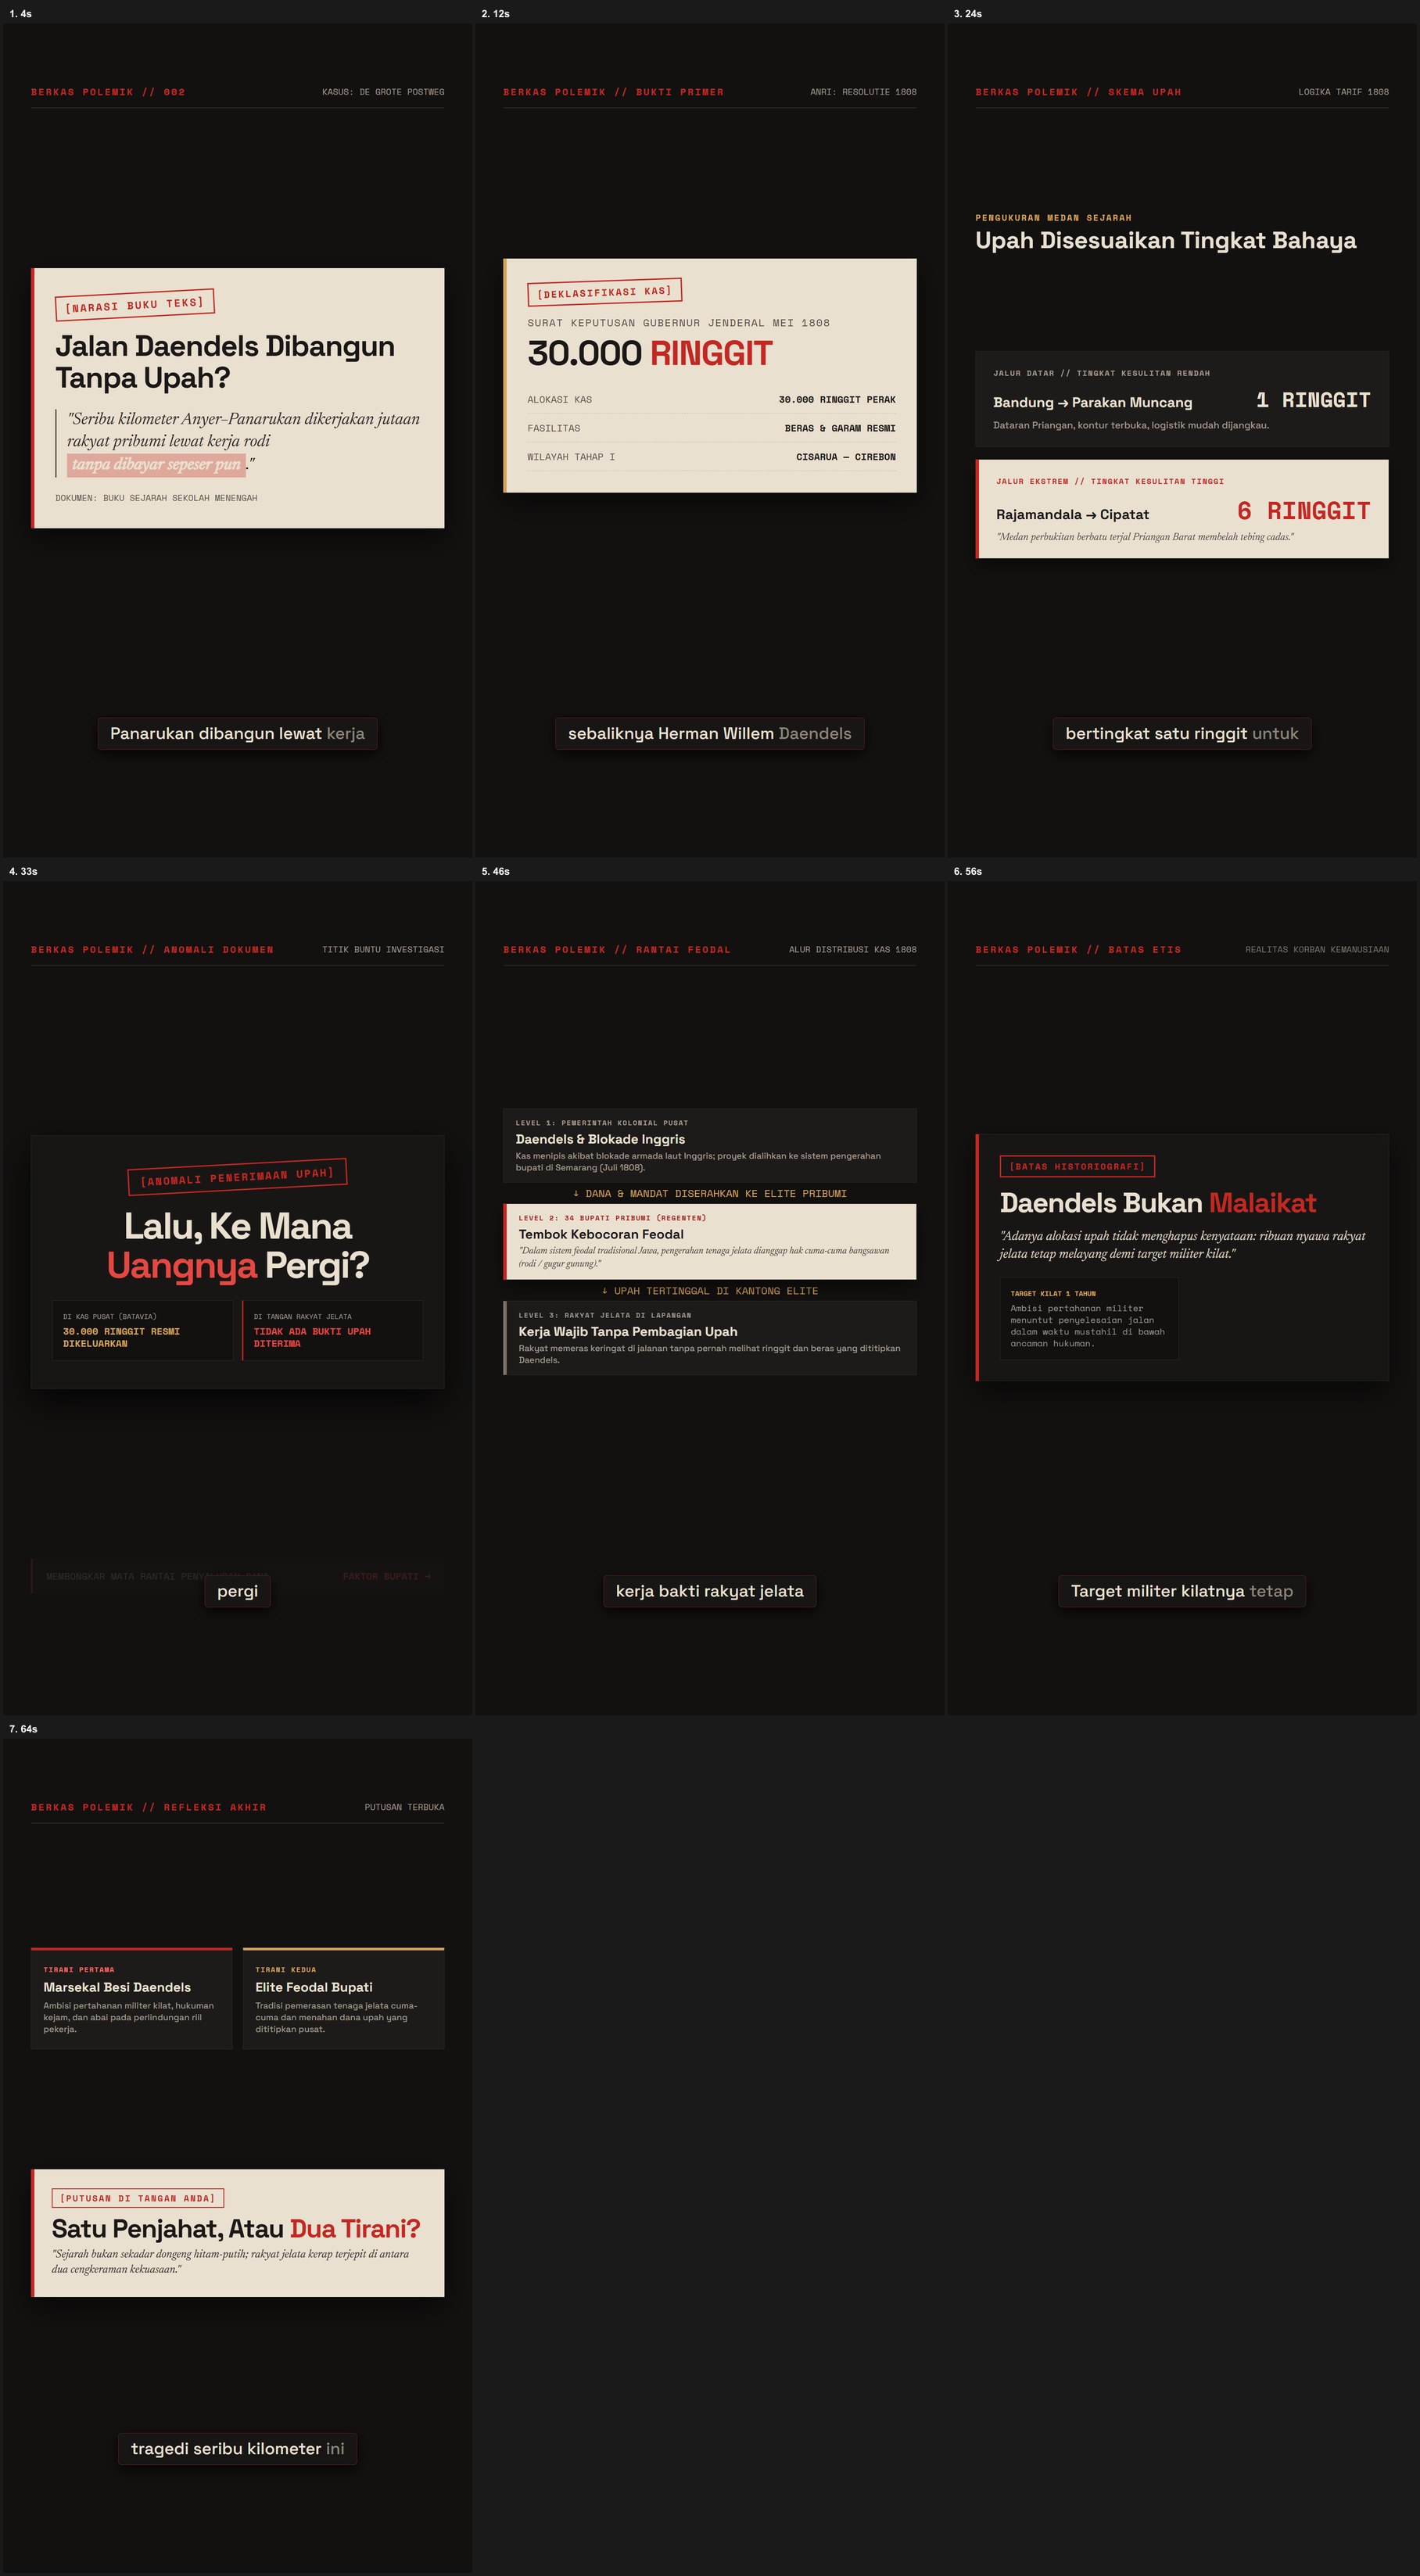 1. 4s
BERKAS POLEMIK // 002
KASUS: DE GROTE POSTWEG
[NARASI BUKU TEKS]
Jalan Daendels Dibangun
Tanpa Upah?
"Seribu kilometer Anyer–Panarukan dikerjakan jutaan
rakyat pribumi lewat kerja rodi
tanpa dibayar sepeser pun."
DOKUMEN: BUKU SEJARAH SEKOLAH MENENGAH
Panarukan dibangun lewat kerja
2. 12s
BERKAS POLEMIK // BUKTI PRIMER
ANRI: RESOLUTIE 1808
[DEKLASIFIKASI KAS]
SURAT KEPUTUSAN GUBERNUR JENDERAL MEI 1808
30.000 RINGGIT
ALOKASI KAS
30.000 RINGGIT PERAK
FASILITAS
BERAS & GARAM RESMI
WILAYAH TAHAP I
CISARUA — CIREBON
sebaliknya Herman Willem Daendels
3. 24s
BERKAS POLEMIK // SKEMA UPAH
LOGIKA TARIF 1808
PENGUKURAN MEDAN SEJARAH
Upah Disesuaikan Tingkat Bahaya
JALUR DATAR // TINGKAT KESULITAN RENDAH
Bandung → Parakan Muncang
1 RINGGIT
Dataran Priangan, kontur terbuka, logistik mudah dijangkau.
JALUR EKSTREM // TINGKAT KESULITAN TINGGI
Rajamandala → Cipatat
6 RINGGIT
"Medan perbukitan berbatu terjal Priangan Barat membelah tebing cadas."
bertingkat satu ringgit untuk
4. 33s
BERKAS POLEMIK // ANOMALI DOKUMEN
TITIK BUNTU INVESTIGASI
[ANOMALI PENERIMAAN UPAH]
Lalu, Ke Mana
Uangnya Pergi?
DI KAS PUSAT (BATAVIA)
30.000 RINGGIT RESMI
DIKELUARKAN
DI TANGAN RAKYAT JELATA
TIDAK ADA BUKTI UPAH
DITERIMA
MEMBONGKAR MATA RANTAI
FAKTOR BUPATI →
pergi
5. 46s
BERKAS POLEMIK // RANTAI FEODAL
ALUR DISTRIBUSI KAS 1808
LEVEL 1: PEMERINTAH KOLONIAL PUSAT
Daendels & Blokade Inggris
Kas menipis akibat blokade armada laut Inggris; proyek dialihkan ke sistem pengerahan
bupati di Semarang (Juli 1808).
↓ DANA & MANDAT DISERAHKAN KE ELITE PRIBUMI
LEVEL 2: 34 BUPATI PRIBUMI (REGENTEN)
Tembok Kebocoran Feodal
"Dalam sistem feodal tradisional Jawa, pengerahan tenaga jelata dianggap hak cuma-cuma bangsawan
(rodi / gugur gunung)."
↓ UPAH TERTINGGAL DI KANTONG ELITE
LEVEL 3: RAKYAT JELATA DI LAPANGAN
Kerja Wajib Tanpa Pembagian Upah
Rakyat memeras keringat di jalanan tanpa pernah melihat ringgit dan beras yang dititipkan
Daendels.
kerja bakti rakyat jelata
6. 56s
BERKAS POLEMIK // BATAS ETIS
REALITAS KORBAN KEMANUSIAAN
[BATAS HISTORIOGRAFI]
Daendels Bukan Malaikat
"Adanya alokasi upah tidak menghapus kenyataan: ribuan nyawa rakyat
jelata tetap melayang demi target militer kilat."
TARGET KILAT 1 TAHUN
Ambisi pertahanan militer
menuntut penyelesaian jalan
dalam waktu mustahil di bawah
ancaman hukuman.
Target militer kilatnya tetap
7. 64s
BERKAS POLEMIK // REFLEKSI AKHIR
PUTUSAN TERBUKA
TIRANI PERTAMA
Marsekal Besi Daendels
Ambisi pertahanan militer kilat, hukuman
kejam, dan abai pada perlindungan riil
pekerja.
TIRANI KEDUA
Elite Feodal Bupati
Tradisi pemerasan tenaga jelata cuma-
cuma dan menahan dana upah yang
dititipkan pusat.
[PUTUSAN DI TANGAN ANDA]
Satu Penjahat, Atau Dua Tirani?
"Sejarah bukan sekadar dongeng hitam-putih; rakyat jelata kerap terjepit di antara
dua cengkeraman kekuasaan."
tragedi seribu kilometer ini